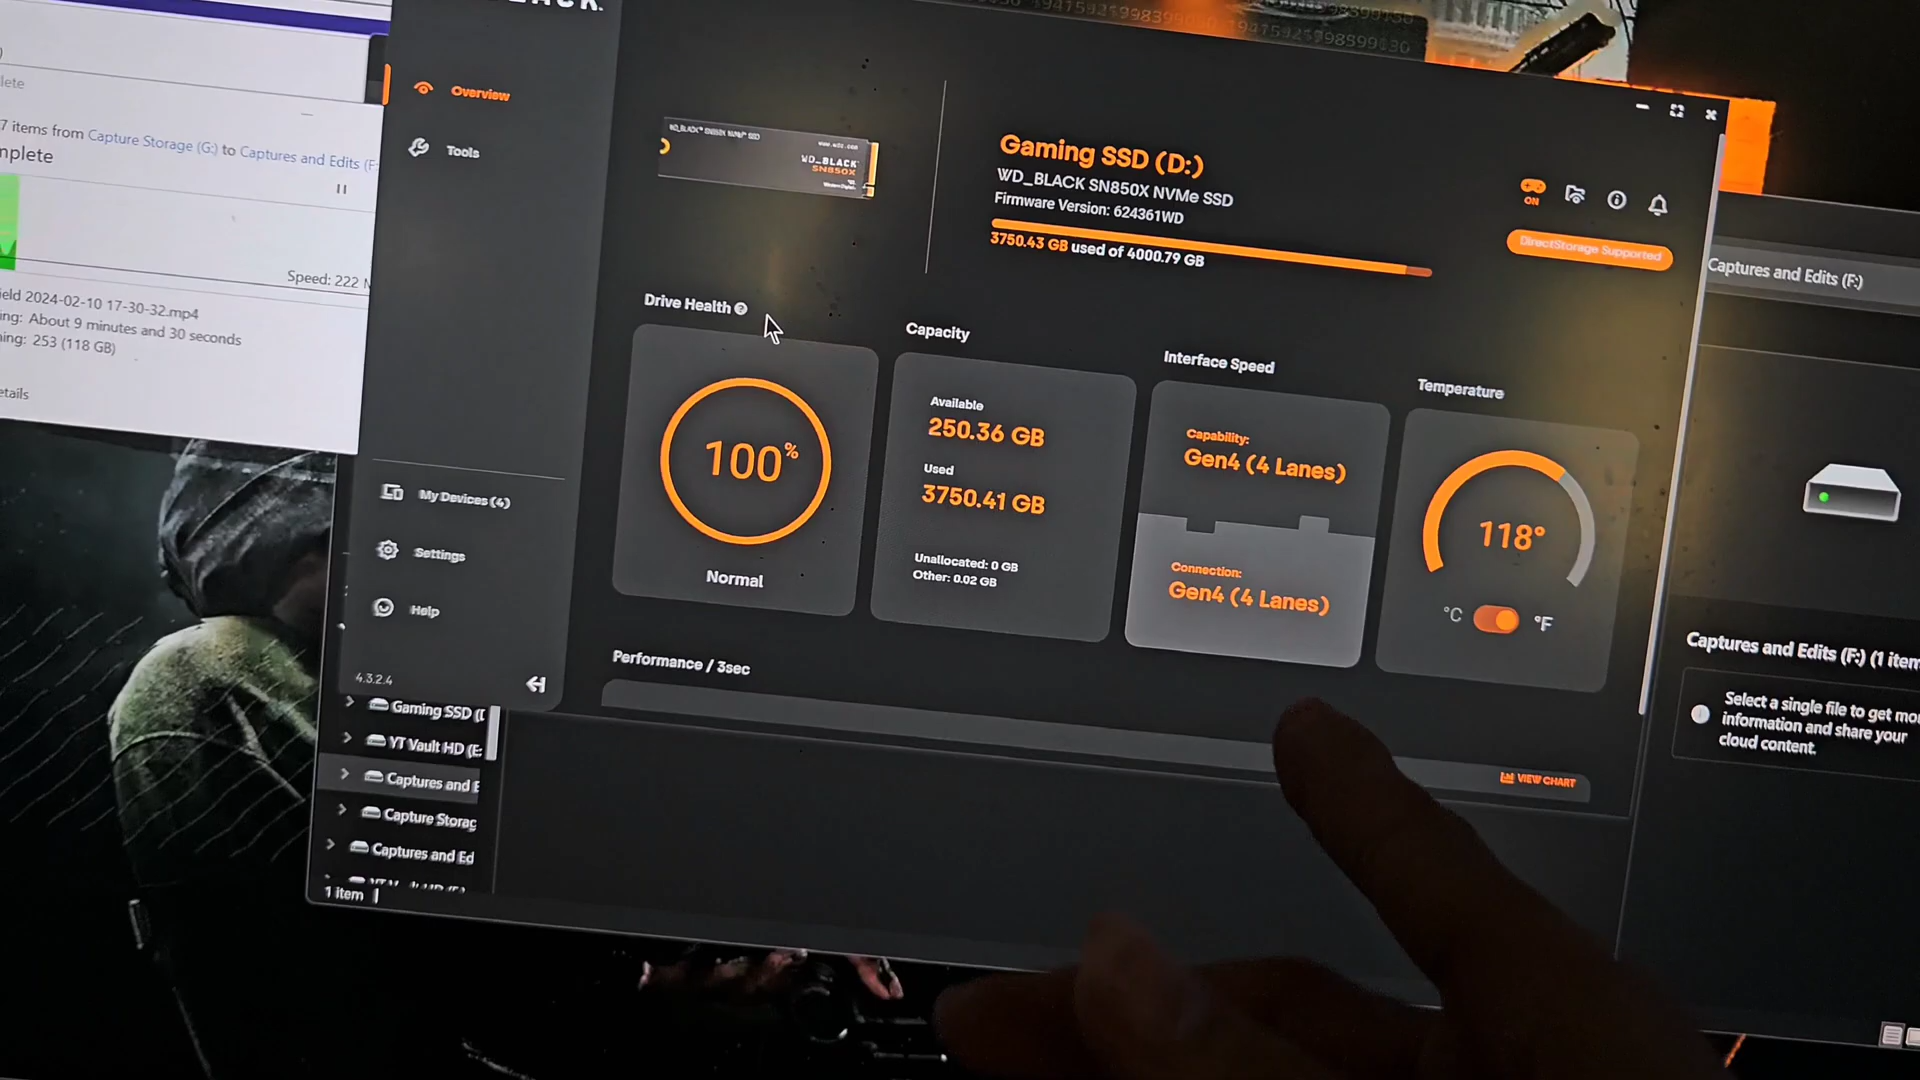 lete
7 items from Capture Storage (G:) to Captures and Edits (F:
mplete
Speed: 222 M
ield 2024-02-10 17-30-32.mp4
ing: About 9 minutes and 30 seconds
ning: 253 (118 GB)
etails
Overview
Tools
My Devices (4)
Settings
Help
4.3.2.4
WD_BLACK SN850X NVMe SSD
WD_BLACK
SN850X
Gaming SSD (D:)
WD_BLACK SN850X NVMe SSD
Firmware Version: 624361WD
3750.43 GB used of 4000.79 GB
ON
DirectStorage Supported
Drive Health
100%
Normal
Capacity
Available
250.36 GB
Used
3750.41 GB
Unallocated: 0 GB
Other: 0.02 GB
Interface Speed
Capability:
Gen4 (4 Lanes)
Connection:
Gen4 (4 Lanes)
Temperature
118°
°C °F
Performance / 3sec
VIEW CHART
Gaming SSD (D
YT Vault HD (E:
Captures and E
Capture Storag
Captures and Ed
1 item
Captures and Edits (F:)
Captures and Edits (F:) (1 item
Select a single file to get mo
information and share your
cloud content.